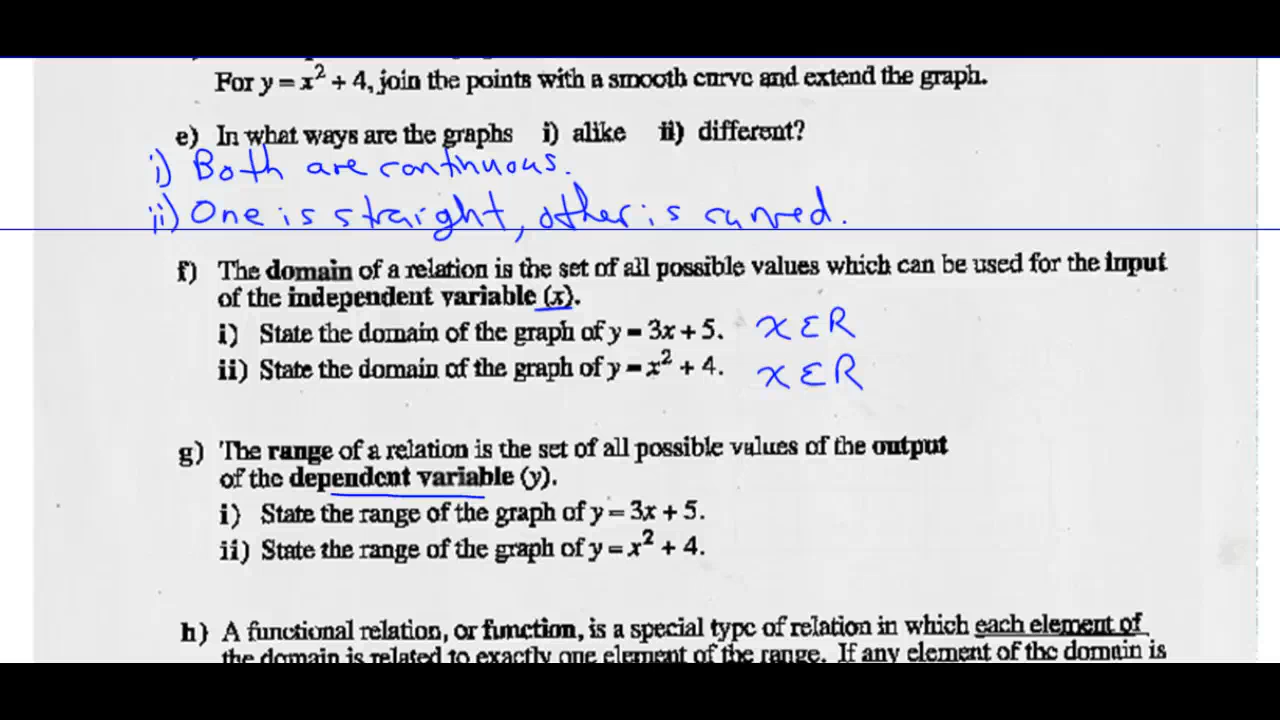 For y = x² + 4, join the points with a smooth curve and extend the graph.
e) In what ways are the graphs i) alike ii) different?
i) Both are continuous.
ii) One is straight, other is curved.
f) The domain of a relation is the set of all possible values which can be used for the input
of the independent variable (x).
i) State the domain of the graph of y = 3x + 5. x ∈ R
ii) State the domain of the graph of y = x² + 4. x ∈ R
g) The range of a relation is the set of all possible values of the output
of the dependent variable (y).
i) State the range of the graph of y = 3x + 5.
ii) State the range of the graph of y = x² + 4.
h) A functional relation, or function, is a special type of relation in which each element of
the domain is related to exactly one element of the range. If any element of the domain is